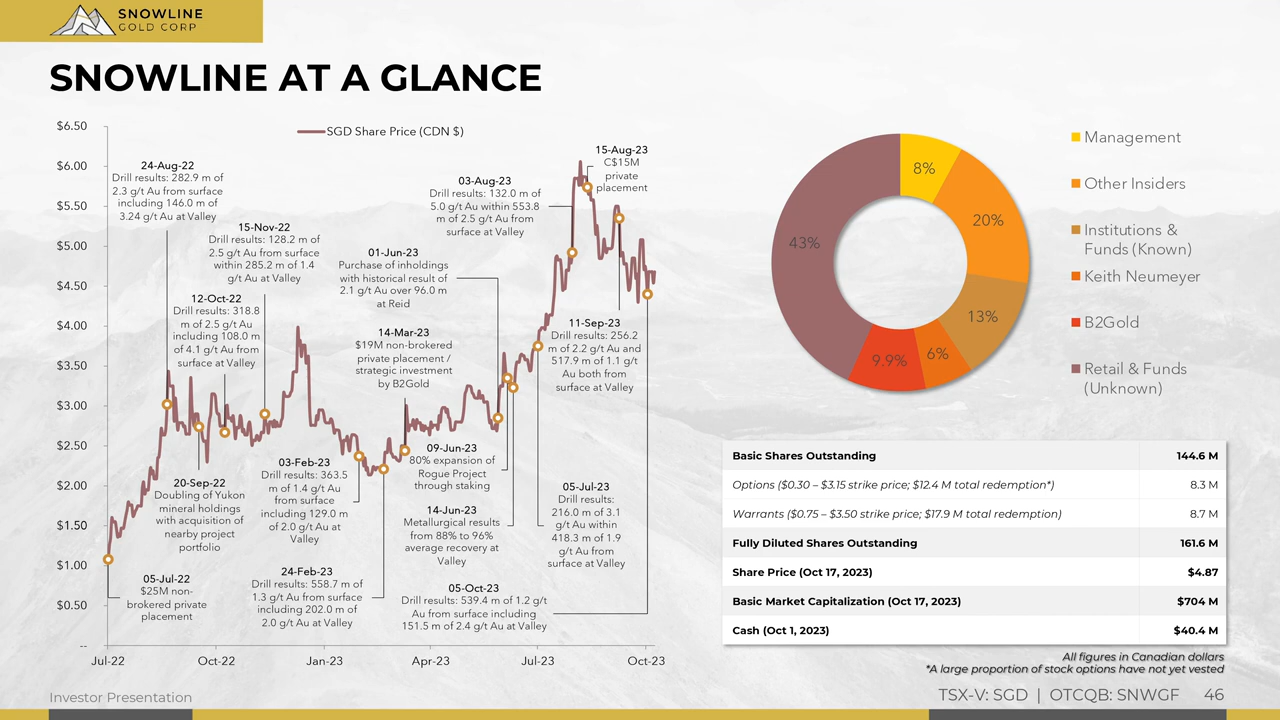 SNOWLINE
GOLD CORP
SNOWLINE AT A GLANCE
SGD Share Price (CDN $)
$6.50
$6.00
$5.50
$5.00
$4.50
$4.00
$3.50
$3.00
$2.50
$2.00
$1.50
$1.00
$0.50
--
Jul-22
Oct-22
Jan-23
Apr-23
Jul-23
Oct-23
24-Aug-22
Drill results: 282.9 m of
2.3 g/t Au from surface
including 146.0 m of
3.24 g/t Au at Valley
15-Nov-22
Drill results: 128.2 m of
2.5 g/t Au from surface
within 285.2 m of 1.4
g/t Au at Valley
12-Oct-22
Drill results: 318.8
m of 2.5 g/t Au
including 108.0 m
of 4.1 g/t Au from
surface at Valley
03-Aug-23
Drill results: 132.0 m of
5.0 g/t Au within 553.8
m of 2.5 g/t Au from
surface at Valley
15-Aug-23
C$15M
private
placement
01-Jun-23
Purchase of inholdings
with historical result of
2.1 g/t Au over 96.0 m
at Reid
14-Mar-23
$19M non-brokered
private placement /
strategic investment
by B2Gold
11-Sep-23
Drill results: 256.2
m of 2.2 g/t Au and
517.9 m of 1.1 g/t
Au both from
surface at Valley
20-Sep-22
Doubling of Yukon
mineral holdings
with acquisition of
nearby project
portfolio
03-Feb-23
Drill results: 363.5
m of 1.4 g/t Au
from surface
including 129.0 m
of 2.0 g/t Au at
Valley
09-Jun-23
80% expansion of
Rogue Project
through staking
14-Jun-23
Metallurgical results
from 88% to 96%
average recovery at
Valley
05-Jul-23
Drill results:
216.0 m of 3.1
g/t Au within
418.3 m of 1.9
g/t Au from
surface at Valley
05-Jul-22
$25M non-
brokered private
placement
24-Feb-23
Drill results: 558.7 m of
1.3 g/t Au from surface
including 202.0 m of
2.0 g/t Au at Valley
05-Oct-23
Drill results: 539.4 m of 1.2 g/t
Au from surface including
151.5 m of 2.4 g/t Au at Valley
8%
20%
13%
6%
9.9%
43%
Management
Other Insiders
Institutions &
Funds (Known)
Keith Neumeyer
B2Gold
Retail & Funds
(Unknown)
Basic Shares Outstanding 144.6 M
Options ($0.30 – $3.15 strike price; $12.4 M total redemption*) 8.3 M
Warrants ($0.75 – $3.50 strike price; $17.9 M total redemption) 8.7 M
Fully Diluted Shares Outstanding 161.6 M
Share Price (Oct 17, 2023) $4.87
Basic Market Capitalization (Oct 17, 2023) $704 M
Cash (Oct 1, 2023) $40.4 M
All figures in Canadian dollars
*A large proportion of stock options have not yet vested
Investor Presentation
TSX-V: SGD | OTCQB: SNWGF 46